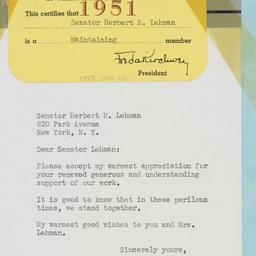 1951
This certifies that
Senator Herbert H. Lehman
is a Maintaining member
Freda Kirchwey
President
Senator Herbert H. Lehman
820 Park Avenue
New York, N. Y.
Dear Senator Lehman:
Please accept my warmest appreciation for
your renewed generous and understanding
support of our work.
It is good to know that in these perilous
times, we stand together.
My warmest good wishes to you and Mrs.
Lehman.
Sincerely yours,